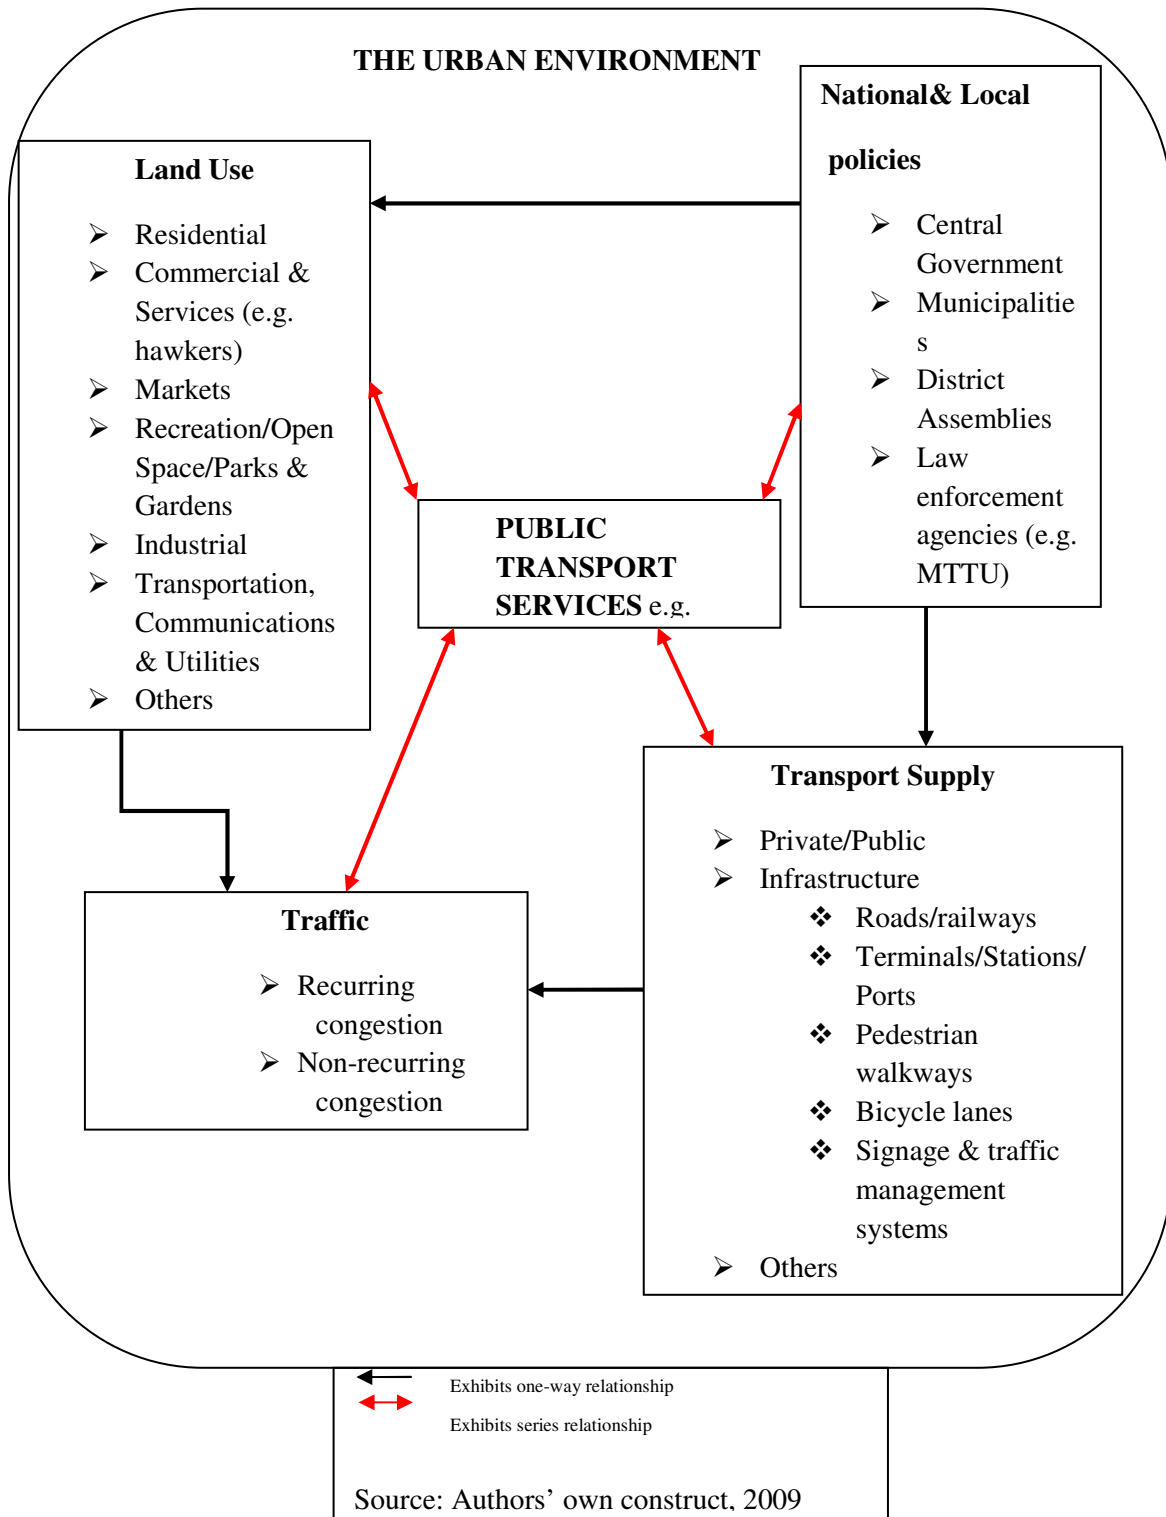 THE URBAN ENVIRONMENT
National& Local
policies
Central
Government
Municipalitie
s
District
Assemblies
Law
enforcement
agencies (e.g.
MTTU)
Land Use
Residential
Commercial &
Services (e.g.
hawkers)
Markets
Recreation/Open
Space/Parks &
Gardens
Industrial
Transportation,
Communications
& Utilities
Others
PUBLIC
TRANSPORT
SERVICES e.g.
Transport Supply
Private/Public
Infrastructure
Roads/railways
Terminals/Stations/
Ports
Pedestrian
walkways
Bicycle lanes
Signage & traffic
management
systems
Others
Traffic
Recurring
congestion
Non-recurring
congestion
Exhibits one-way relationship
Exhibits series relationship
Source: Authors’ own construct, 2009